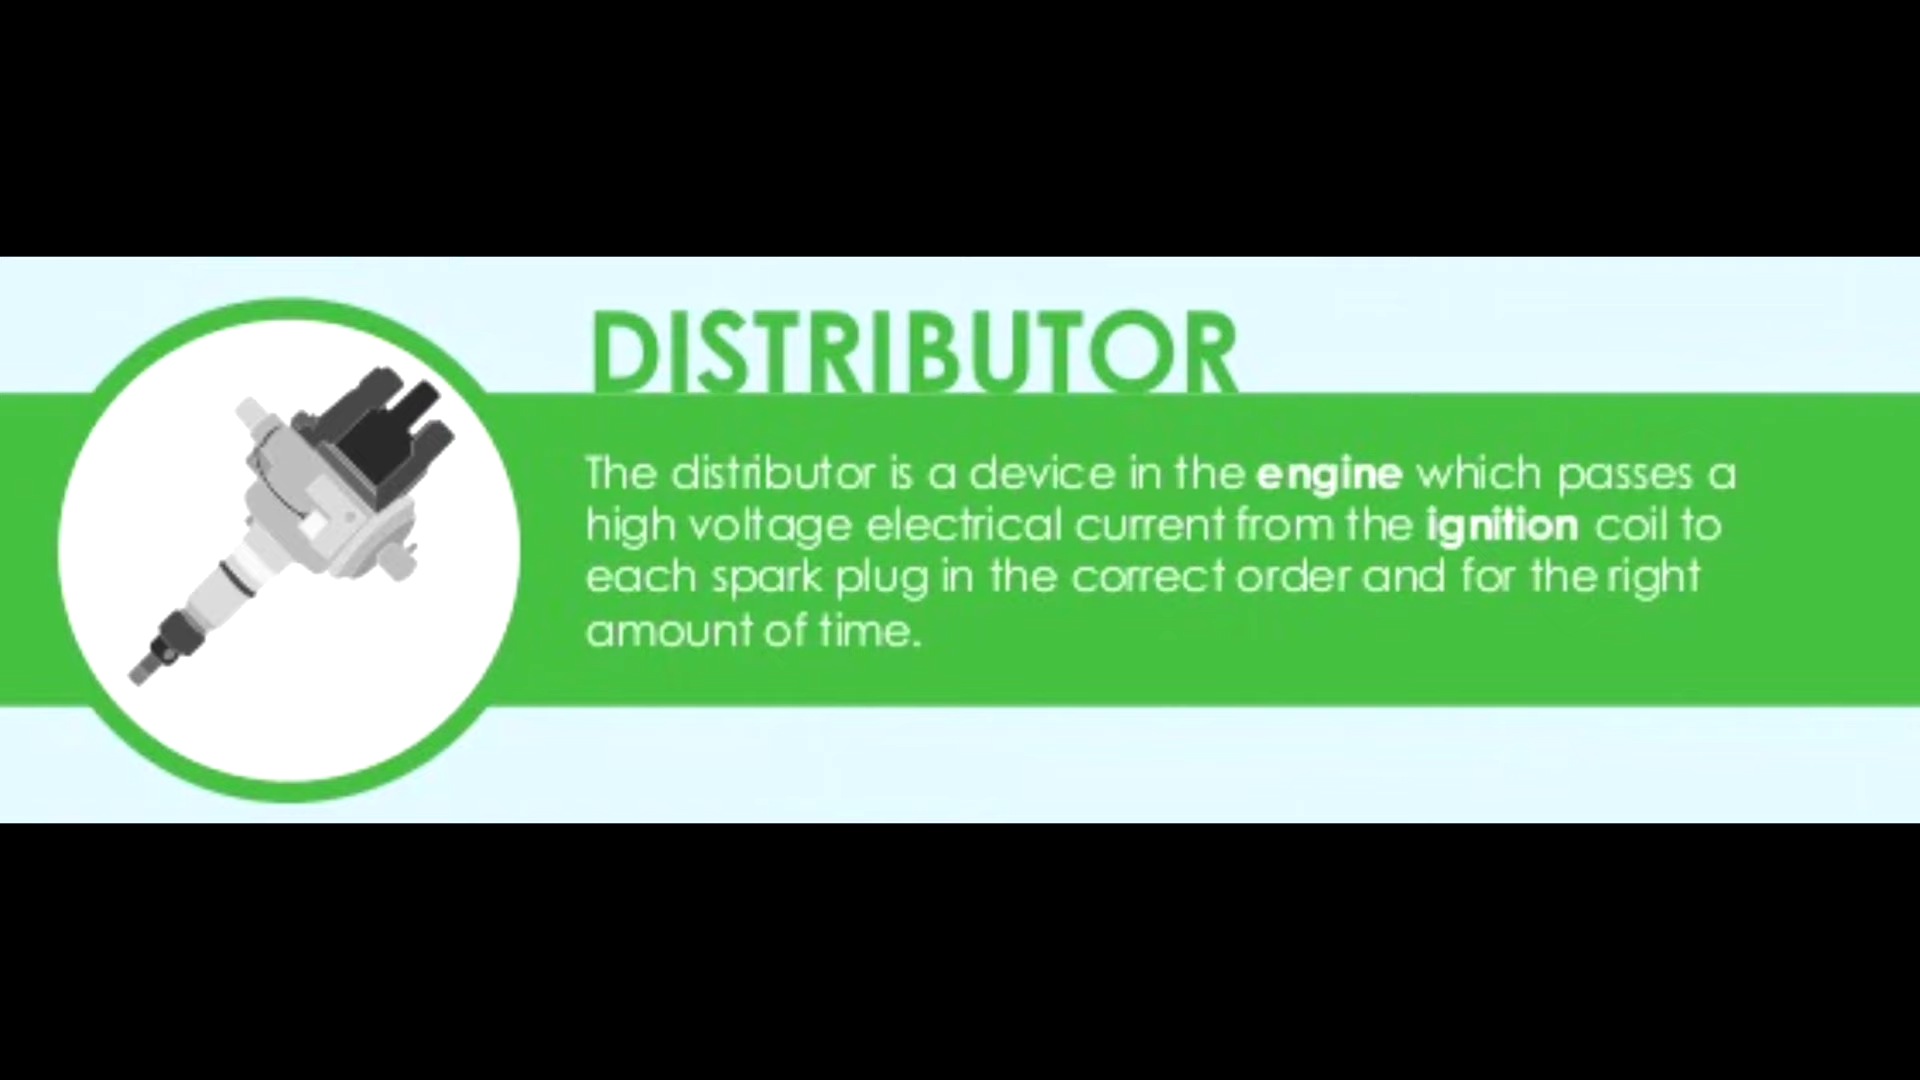 DISTRIBUTOR
The distributor is a device in the engine which passes a
high voltage electrical current from the ignition coil to
each spark plug in the correct order and for the right
amount of time.